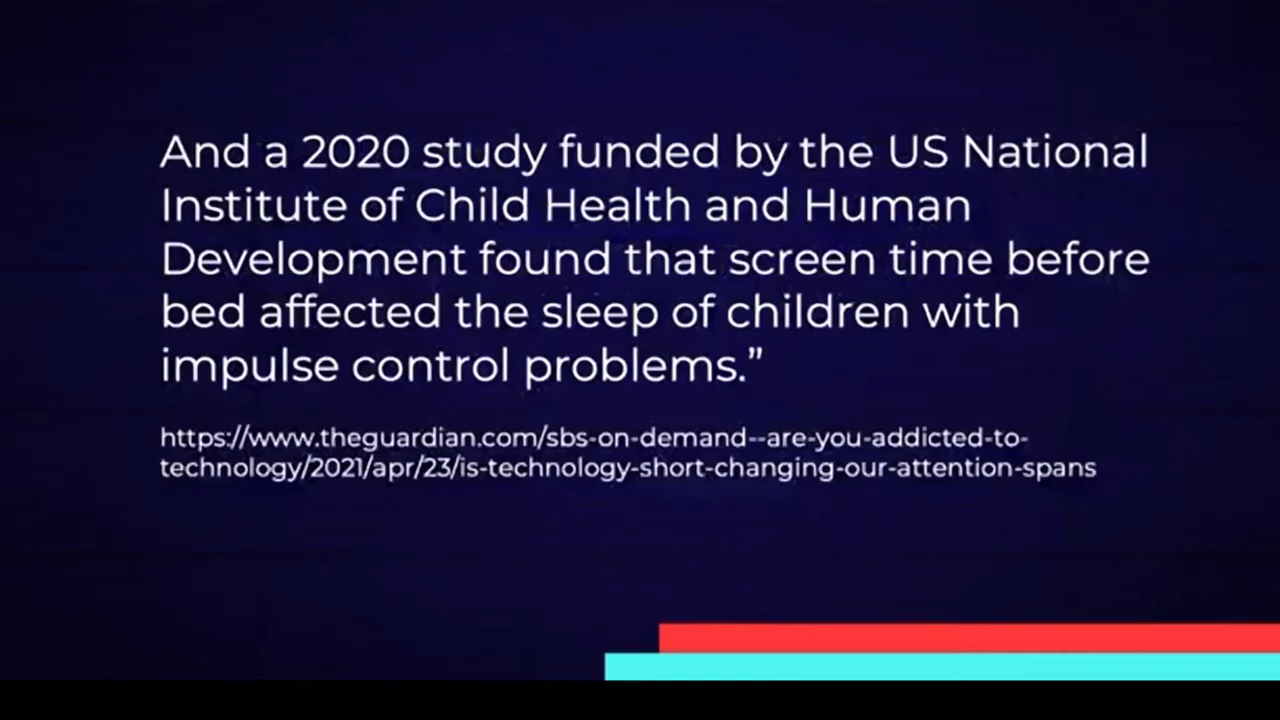 And a 2020 study funded by the US National
Institute of Child Health and Human
Development found that screen time before
bed affected the sleep of children with
impulse control problems.”
https://www.theguardian.com/sbs-on-demand--are-you-addicted-to-
technology/2021/apr/23/is-technology-short-changing-our-attention-spans